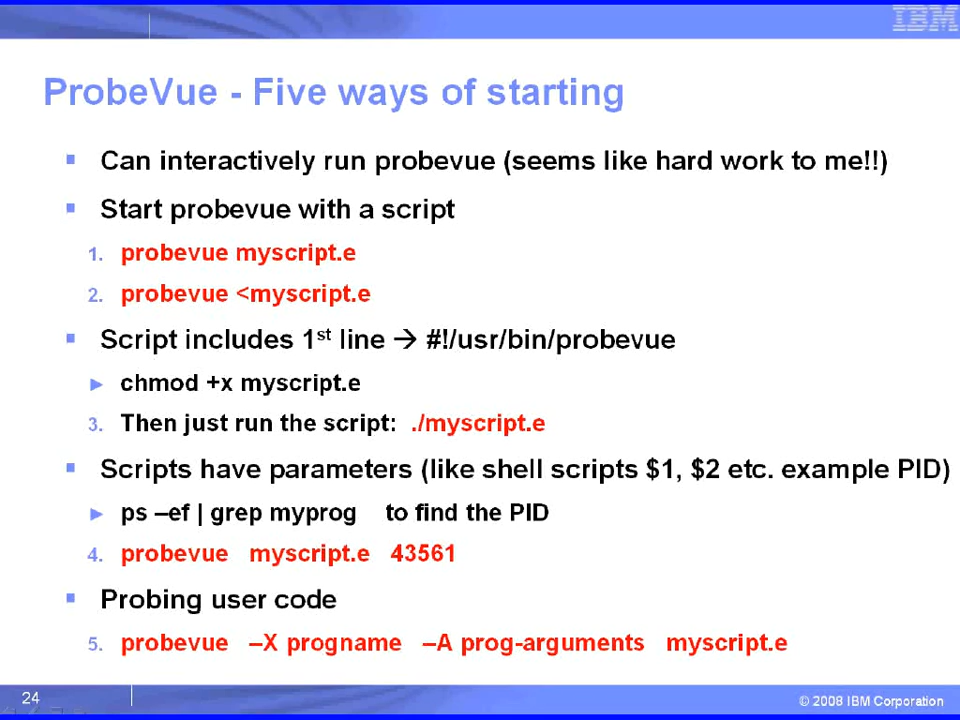 IBM
ProbeVue - Five ways of starting
▪ Can interactively run probevue (seems like hard work to me!!)
▪ Start probevue with a script
1. probevue myscript.e
2. probevue <myscript.e
▪ Script includes 1st line → #!/usr/bin/probevue
► chmod +x myscript.e
3. Then just run the script: ./myscript.e
▪ Scripts have parameters (like shell scripts $1, $2 etc. example PID)
► ps –ef | grep myprog to find the PID
4. probevue myscript.e 43561
▪ Probing user code
5. probevue –X progname –A prog-arguments myscript.e
24
© 2008 IBM Corporation